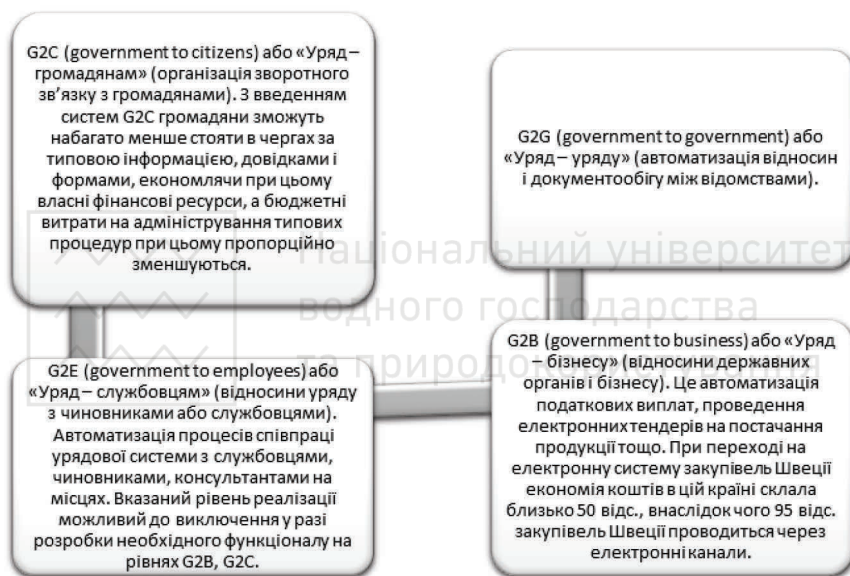 G2C (government to citizens) або «Уряд –
громадянам» (організація зворотного
зв’язку з громадянами). З введенням
систем G2C громадяни зможуть
набагато менше стояти в чергах за
типовою інформацією, довідками і
формами, економлячи при цьому
власні фінансові ресурси, а бюджетні
витрати на адміністрування типових
процедур при цьому пропорційно
зменшуються.
G2G (government to government) або
«Уряд – уряду» (автоматизація відносин
і документообігу між відомствами).
Національний університет
водного господарства
та природокористування
G2E (government to employees) або
«Уряд – службовцям» (відносини уряду
з чиновниками або службовцями).
Автоматизація процесів співпраці
урядової системи з службовцями,
чиновниками, консультантами на
місцях. Вказаний рівень реалізації
можливий до виключення у разі
розробки необхідного функціоналу на
рівнях G2B, G2C.
G2B (government to business) або «Уряд
– бізнесу» (відносини державних
органів і бізнесу). Це автоматизація
податкових виплат, проведення
електронних тендерів на постачання
продукції тощо. При переході на
електронну систему закупівель Швеції
економія коштів в цій країні склала
близько 50 відс., внаслідок чого 95 відс.
закупівель Швеції проводиться через
електронні канали.